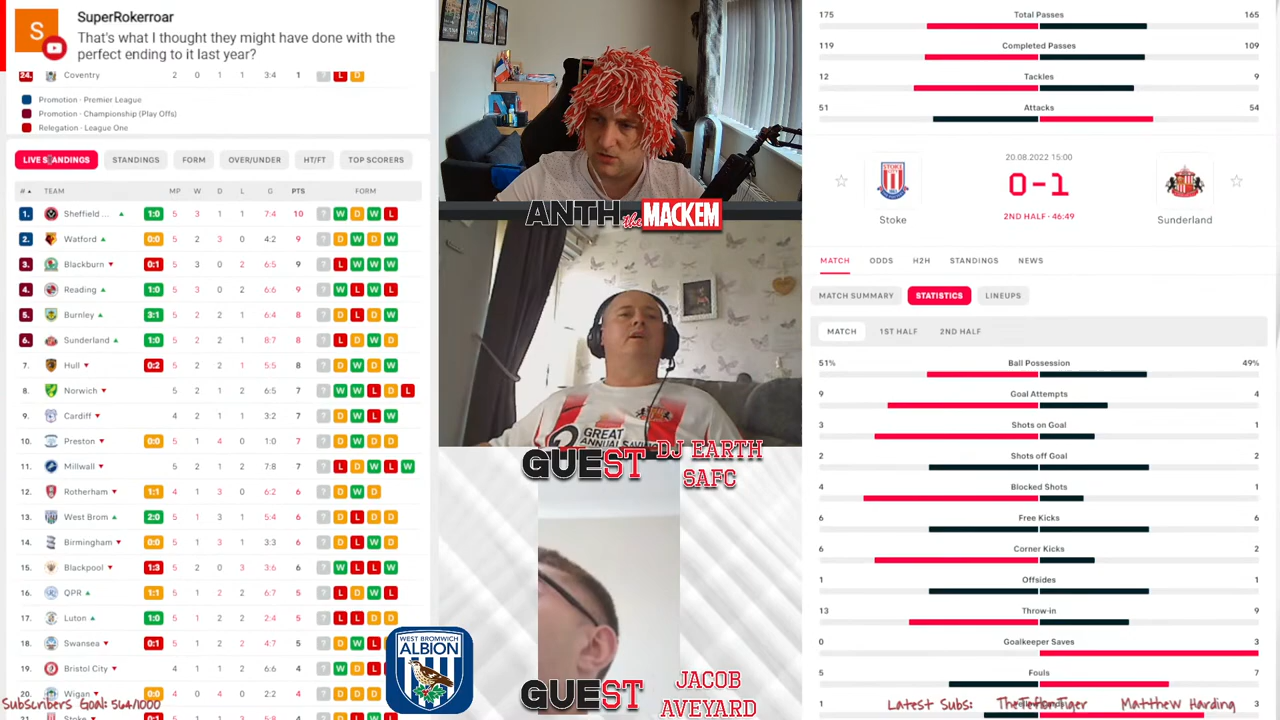 SuperRokerroar
That's what I thought they might have done with the
perfect ending to it last year?
24. Coventry 2 0 1 1 3:4 1 L D
Promotion - Premier League
Promotion - Championship (Play Offs)
Relegation - League One
LIVE STANDINGS STANDINGS FORM OVER/UNDER HT/FT TOP SCORERS
# TEAM MP W D L G PTS FORM
1. Sheffield ... 1:0 5 3 1 1 7:4 10 ? W D W L
2. Watford 0:0 5 2 3 0 4:2 9 ? D W D W
3. Blackburn 0:1 5 3 0 2 6:5 9 ? L W W W
4. Reading 1:0 5 3 0 2 6:6 9 ? W L W L
5. Burnley 3:1 5 2 2 1 6:4 8 ? D L D W
6. Sunderland 1:0 5 2 2 1 8:7 8 ? L W D D
7. Hull 0:2 5 2 2 1 5:5 8 ? W D D W
8. Norwich 5 2 1 2 6:5 7 ? W W L D L
9. Cardiff 4 2 1 1 3:2 7 ? D W L W
10. Preston 0:0 5 1 4 0 1:0 7 ? D W D D
11. Millwall 5 2 1 2 7:8 7 ? L D W L W
12. Rotherham 1:1 4 1 3 0 6:2 6 ? D W D
13. West Brom 2:0 5 1 3 1 5:4 6 ? D L D D
14. Birmingham 0:0 5 1 3 1 3:3 6 ? D L W D
15. Blackpool 1:3 5 2 0 3 3:6 6 ? W L L W
16. QPR 1:1 5 1 2 2 6:7 5 ? L D W L
17. Luton 1:0 5 1 2 2 2:4 5 ? L L D D
18. Swansea 0:1 5 1 2 2 4:7 5 ? D W L
19. Bristol City 4 1 1 2 6:6 4 ? W D L
20. Wigan 0:0 4 0 4 0 2:2 4 ? D D D
21. Stoke
Subscribers Goal: 564/1000
WEST BROMWICH
ALBION
ANTH the MACKEM
GREAT
ANNUAL SAVINGS
GUEST DJ EARTH
SAFC
GUEST JACOB
AVEYARD
175 Total Passes 165
119 Completed Passes 109
12 Tackles 9
51 Attacks 54
20.08.2022 15:00
STOKE
0-1
2ND HALF - 46:49
Stoke Sunderland
MATCH ODDS H2H STANDINGS NEWS
MATCH SUMMARY STATISTICS LINEUPS
MATCH 1ST HALF 2ND HALF
51% Ball Possession 49%
9 Goal Attempts 4
3 Shots on Goal 1
2 Shots off Goal 2
4 Blocked Shots 1
6 Free Kicks 6
6 Corner Kicks 2
1 Offsides 1
13 Throw-in 9
0 Goalkeeper Saves 3
5 Fouls 7
1 3
Latest Subs: TheTeflonTiger Matthew Harding